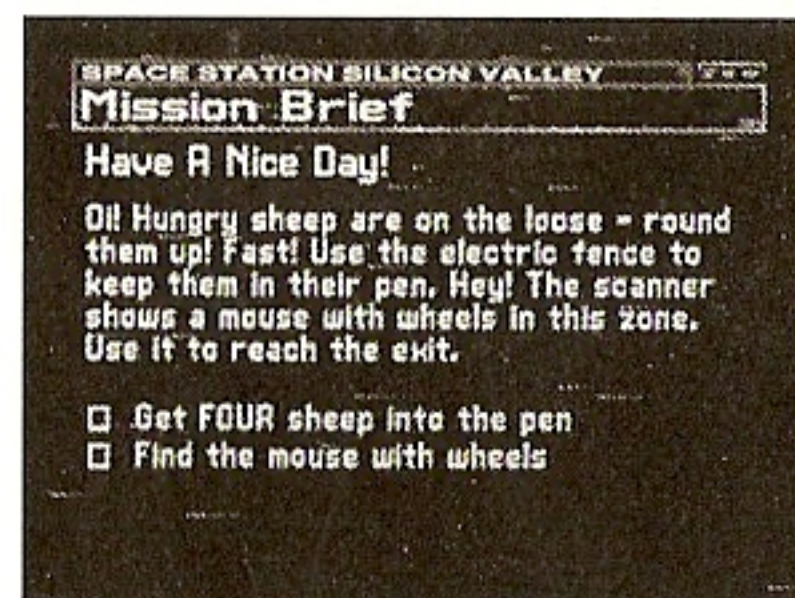 SPACE STATION SILICON VALLEY
Mission Brief
Have A Nice Day!
Oi! Hungry sheep are on the loose - round
them up! Fast! Use the electric fence to
keep them in their pen. Hey! The scanner
shows a mouse with wheels in this zone.
Use it to reach the exit.
Get FOUR sheep into the pen
Find the mouse with wheels